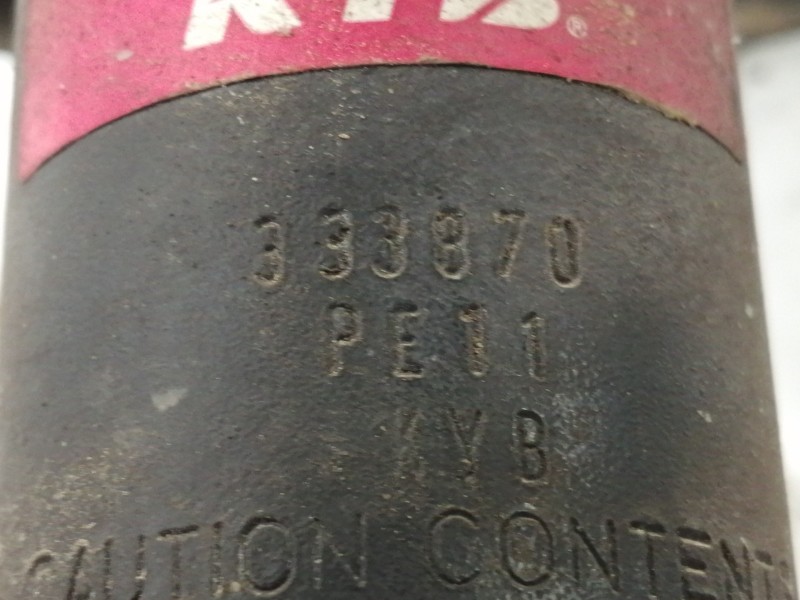 KYB®
333870
PE11
KYB
CAUTION CONTENTS